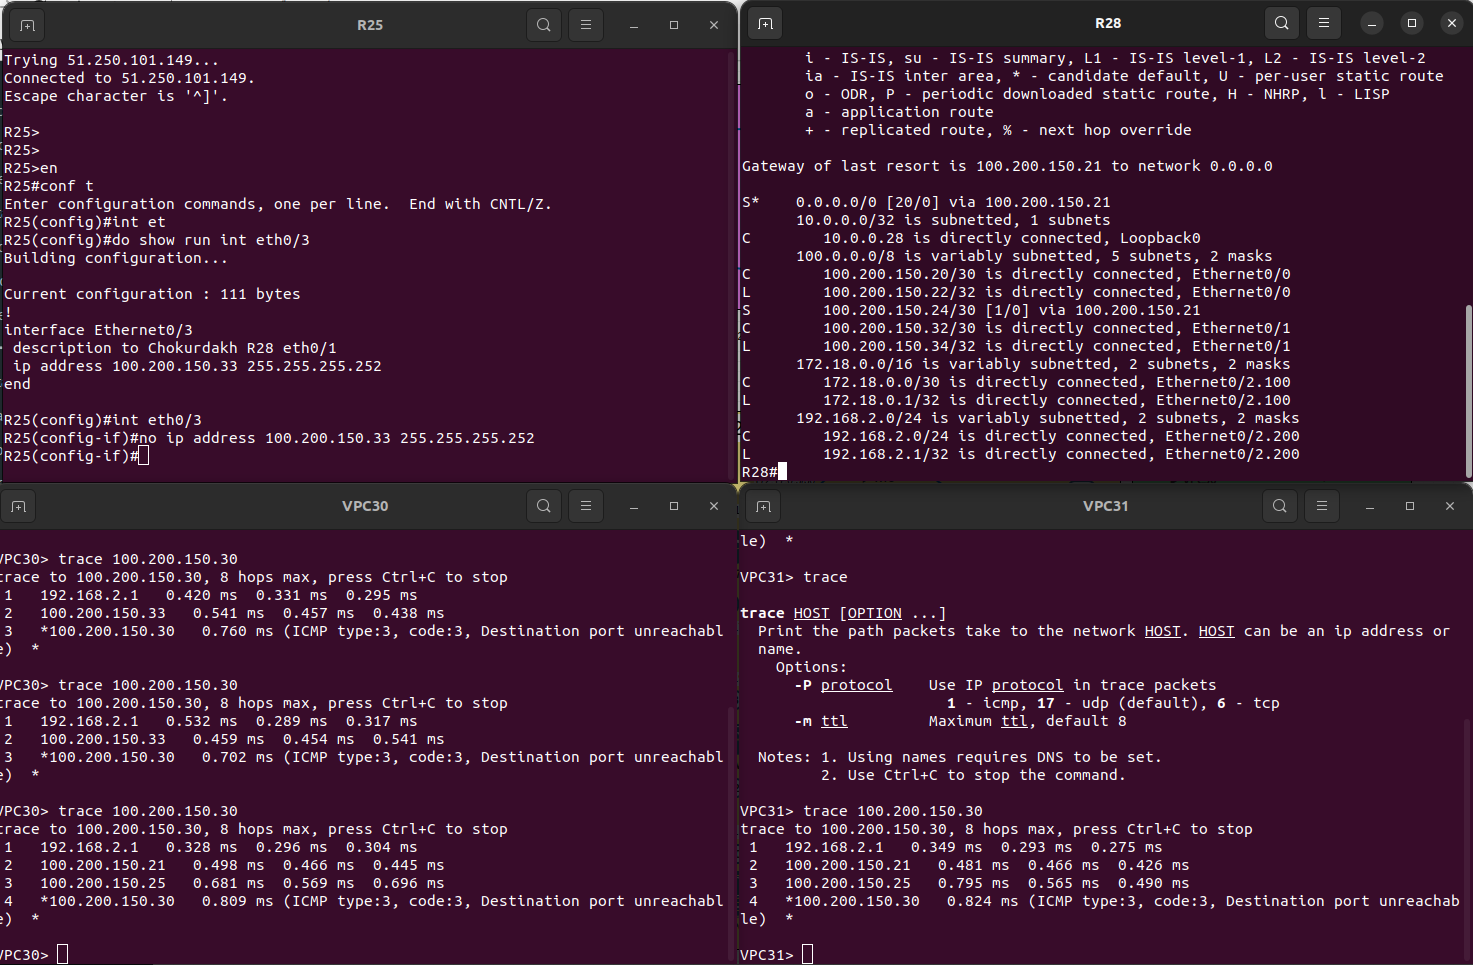 R25
Trying 51.250.101.149...
Connected to 51.250.101.149.
Escape character is '^]'.
R25>
R25>
R25>en
R25#conf t
Enter configuration commands, one per line.  End with CNTL/Z.
R25(config)#int et
R25(config)#do show run int eth0/3
Building configuration...
Current configuration : 111 bytes
!
interface Ethernet0/3
 description to Chokurdakh R28 eth0/1
 ip address 100.200.150.33 255.255.255.252
end
R25(config)#int eth0/3
R25(config-if)#no ip address 100.200.150.33 255.255.255.252
R25(config-if)#
R28
i - IS-IS, su - IS-IS summary, L1 - IS-IS level-1, L2 - IS-IS level-2
ia - IS-IS inter area, * - candidate default, U - per-user static route
o - ODR, P - periodic downloaded static route, H - NHRP, l - LISP
a - application route
+ - replicated route, % - next hop override
Gateway of last resort is 100.200.150.21 to network 0.0.0.0
S*    0.0.0.0/0 [20/0] via 100.200.150.21
      10.0.0.0/32 is subnetted, 1 subnets
C        10.0.0.28 is directly connected, Loopback0
      100.0.0.0/8 is variably subnetted, 5 subnets, 2 masks
C        100.200.150.20/30 is directly connected, Ethernet0/0
L        100.200.150.22/32 is directly connected, Ethernet0/0
S        100.200.150.24/30 [1/0] via 100.200.150.21
C        100.200.150.32/30 is directly connected, Ethernet0/1
L        100.200.150.34/32 is directly connected, Ethernet0/1
      172.18.0.0/16 is variably subnetted, 2 subnets, 2 masks
C        172.18.0.0/30 is directly connected, Ethernet0/2.100
L        172.18.0.1/32 is directly connected, Ethernet0/2.100
      192.168.2.0/24 is variably subnetted, 2 subnets, 2 masks
C        192.168.2.0/24 is directly connected, Ethernet0/2.200
L        192.168.2.1/32 is directly connected, Ethernet0/2.200
R28#
VPC30
VPC30> trace 100.200.150.30
trace to 100.200.150.30, 8 hops max, press Ctrl+C to stop
 1   192.168.2.1   0.420 ms  0.331 ms  0.295 ms
 2   100.200.150.33   0.541 ms  0.457 ms  0.438 ms
 3   *100.200.150.30   0.760 ms (ICMP type:3, code:3, Destination port unreachabl
e)  *
VPC30> trace 100.200.150.30
trace to 100.200.150.30, 8 hops max, press Ctrl+C to stop
 1   192.168.2.1   0.532 ms  0.289 ms  0.317 ms
 2   100.200.150.33   0.459 ms  0.454 ms  0.541 ms
 3   *100.200.150.30   0.702 ms (ICMP type:3, code:3, Destination port unreachabl
e)  *
VPC30> trace 100.200.150.30
trace to 100.200.150.30, 8 hops max, press Ctrl+C to stop
 1   192.168.2.1   0.328 ms  0.296 ms  0.304 ms
 2   100.200.150.21   0.498 ms  0.466 ms  0.445 ms
 3   100.200.150.25   0.681 ms  0.569 ms  0.696 ms
 4   *100.200.150.30   0.809 ms (ICMP type:3, code:3, Destination port unreachabl
e)  *
VPC30>
VPC31
le)  *
VPC31> trace
trace HOST [OPTION ...]
  Print the path packets take to the network HOST. HOST can be an ip address or
  name.
    Options:
      -P protocol    Use IP protocol in trace packets
                       1 - icmp, 17 - udp (default), 6 - tcp
      -m ttl         Maximum ttl, default 8
  Notes: 1. Using names requires DNS to be set.
         2. Use Ctrl+C to stop the command.
VPC31> trace 100.200.150.30
trace to 100.200.150.30, 8 hops max, press Ctrl+C to stop
 1   192.168.2.1   0.349 ms  0.293 ms  0.275 ms
 2   100.200.150.21   0.481 ms  0.466 ms  0.426 ms
 3   100.200.150.25   0.795 ms  0.565 ms  0.490 ms
 4   *100.200.150.30   0.824 ms (ICMP type:3, code:3, Destination port unreachab
le)  *
VPC31>